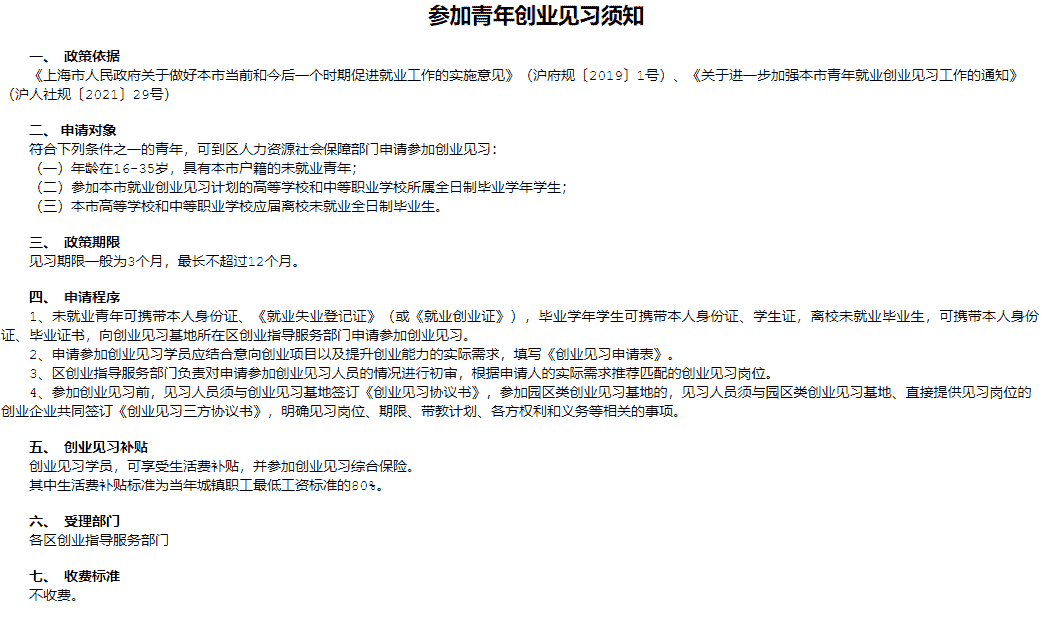 参加青年创业见习须知
一、 政策依据
《上海市人民政府关于做好本市当前和今后一个时期促进就业工作的实施意见》（沪府规〔2019〕1号）、《关于进一步加强本市青年就业创业见习工作的通知》
（沪人社规〔2021〕29号）
二、 申请对象
符合下列条件之一的青年，可到区人力资源社会保障部门申请参加创业见习：
（一）年龄在16-35岁，具有本市户籍的未就业青年；
（二）参加本市就业创业见习计划的高等学校和中等职业学校所属全日制毕业学年学生；
（三）本市高等学校和中等职业学校应届离校未就业全日制毕业生。
三、 政策期限
见习期限一般为3个月，最长不超过12个月。
四、 申请程序
1、未就业青年可携带本人身份证、《就业失业登记证》（或《就业创业证》），毕业学年学生可携带本人身份证、学生证，离校未就业毕业生，可携带本人身份
证、毕业证书，向创业见习基地所在区创业指导服务部门申请参加创业见习。
2、申请参加创业见习学员应结合意向创业项目以及提升创业能力的实际需求，填写《创业见习申请表》。
3、区创业指导服务部门负责对申请参加创业见习人员的情况进行初审，根据申请人的实际需求推荐匹配的创业见习岗位。
4、参加创业见习前，见习人员须与创业见习基地签订《创业见习协议书》，参加园区类创业见习基地的，见习人员须与园区类创业见习基地、直接提供见习岗位的
创业企业共同签订《创业见习三方协议书》，明确见习岗位、期限、带教计划、各方权利和义务等相关的事项。
五、 创业见习补贴
创业见习学员，可享受生活费补贴，并参加创业见习综合保险。
其中生活费补贴标准为当年城镇职工最低工资标准的80%。
六、 受理部门
各区创业指导服务部门
七、 收费标准
不收费。